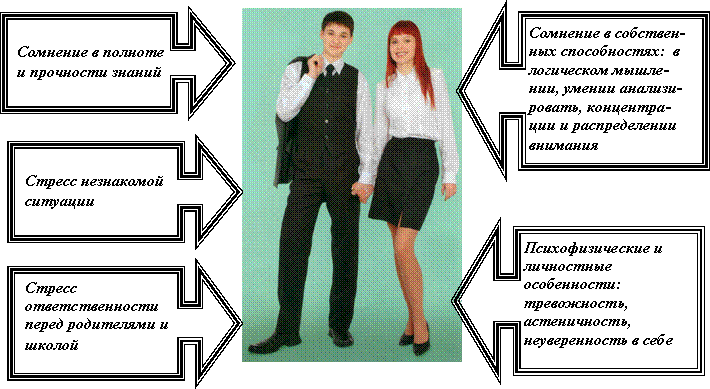 Сомнение в полноте
и прочности знаний
Стресс незнакомой
ситуации
Стресс
ответственности
перед родителями и
школой
Сомнение в собствен-
ных способностях: в
логическом мышле-
нии, умении анализи-
ровать, концентра-
ции и распределении
внимания
Психофизические и
личностные
особенности:
тревожность,
астеничность,
неуверенность в себе